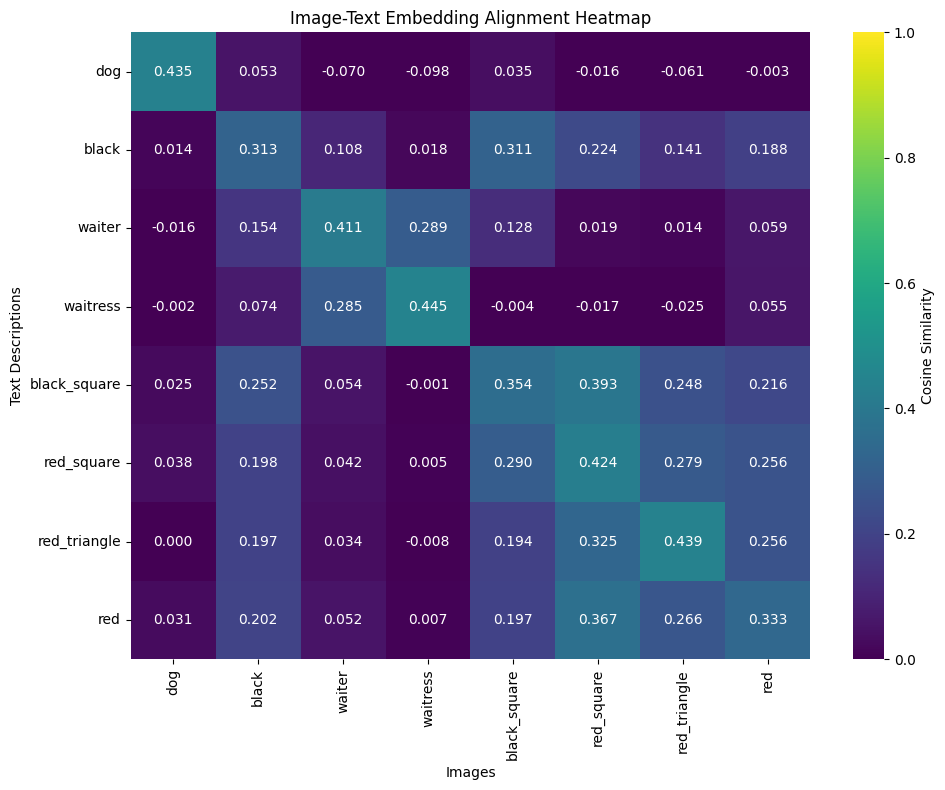 Image-Text Embedding Alignment Heatmap
Text Descriptions
dog 0.435 0.053 -0.070 -0.098 0.035 -0.016 -0.061 -0.003
black 0.014 0.313 0.108 0.018 0.311 0.224 0.141 0.188
waiter -0.016 0.154 0.411 0.289 0.128 0.019 0.014 0.059
waitress -0.002 0.074 0.285 0.445 -0.004 -0.017 -0.025 0.055
black_square 0.025 0.252 0.054 -0.001 0.354 0.393 0.248 0.216
red_square 0.038 0.198 0.042 0.005 0.290 0.424 0.279 0.256
red_triangle 0.000 0.197 0.034 -0.008 0.194 0.325 0.439 0.256
red 0.031 0.202 0.052 0.007 0.197 0.367 0.266 0.333
dog black waiter waitress black_square red_square red_triangle red
Images
1.0
0.8
0.6
0.4
0.2
0.0
Cosine Similarity